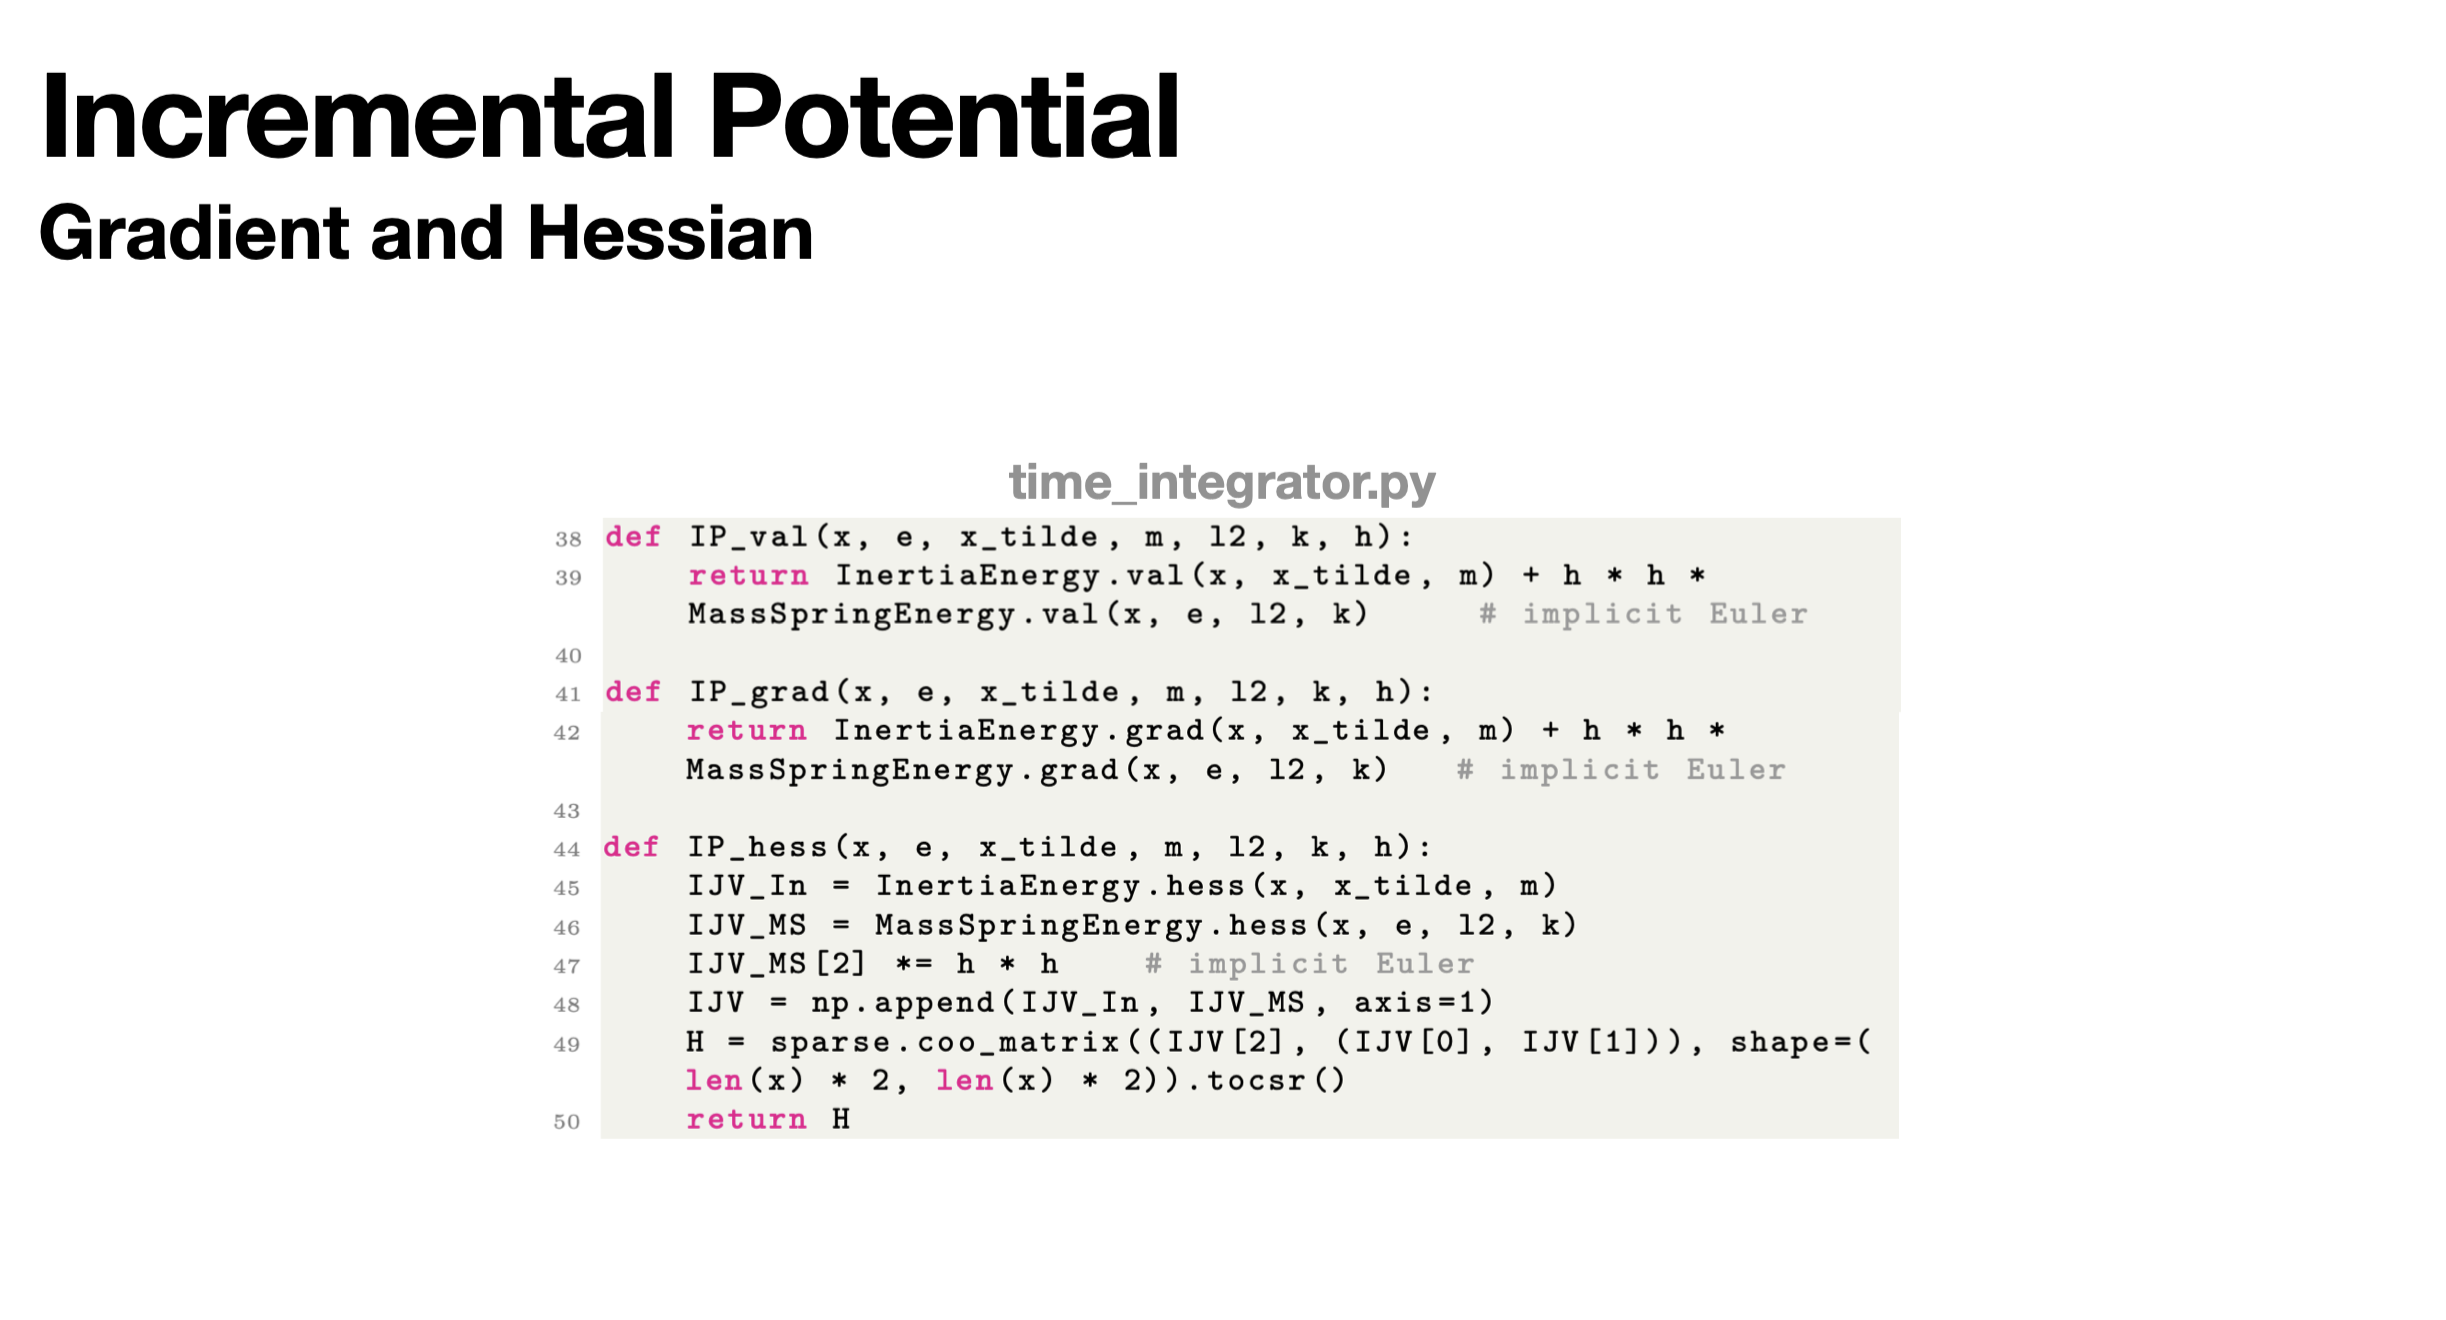 Incremental Potential
Gradient and Hessian
time_integrator.py
38 def IP_val(x, e, x_tilde, m, l2, k, h):
39 return InertiaEnergy.val(x, x_tilde, m) + h * h *
MassSpringEnergy.val(x, e, l2, k) # implicit Euler
40
41 def IP_grad(x, e, x_tilde, m, l2, k, h):
42 return InertiaEnergy.grad(x, x_tilde, m) + h * h *
MassSpringEnergy.grad(x, e, l2, k) # implicit Euler
43
44 def IP_hess(x, e, x_tilde, m, l2, k, h):
45 IJV_In = InertiaEnergy.hess(x, x_tilde, m)
46 IJV_MS = MassSpringEnergy.hess(x, e, l2, k)
47 IJV_MS[2] *= h * h # implicit Euler
48 IJV = np.append(IJV_In, IJV_MS, axis=1)
49 H = sparse.coo_matrix((IJV[2], (IJV[0], IJV[1])), shape=(
len(x) * 2, len(x) * 2)).tocsr()
50 return H